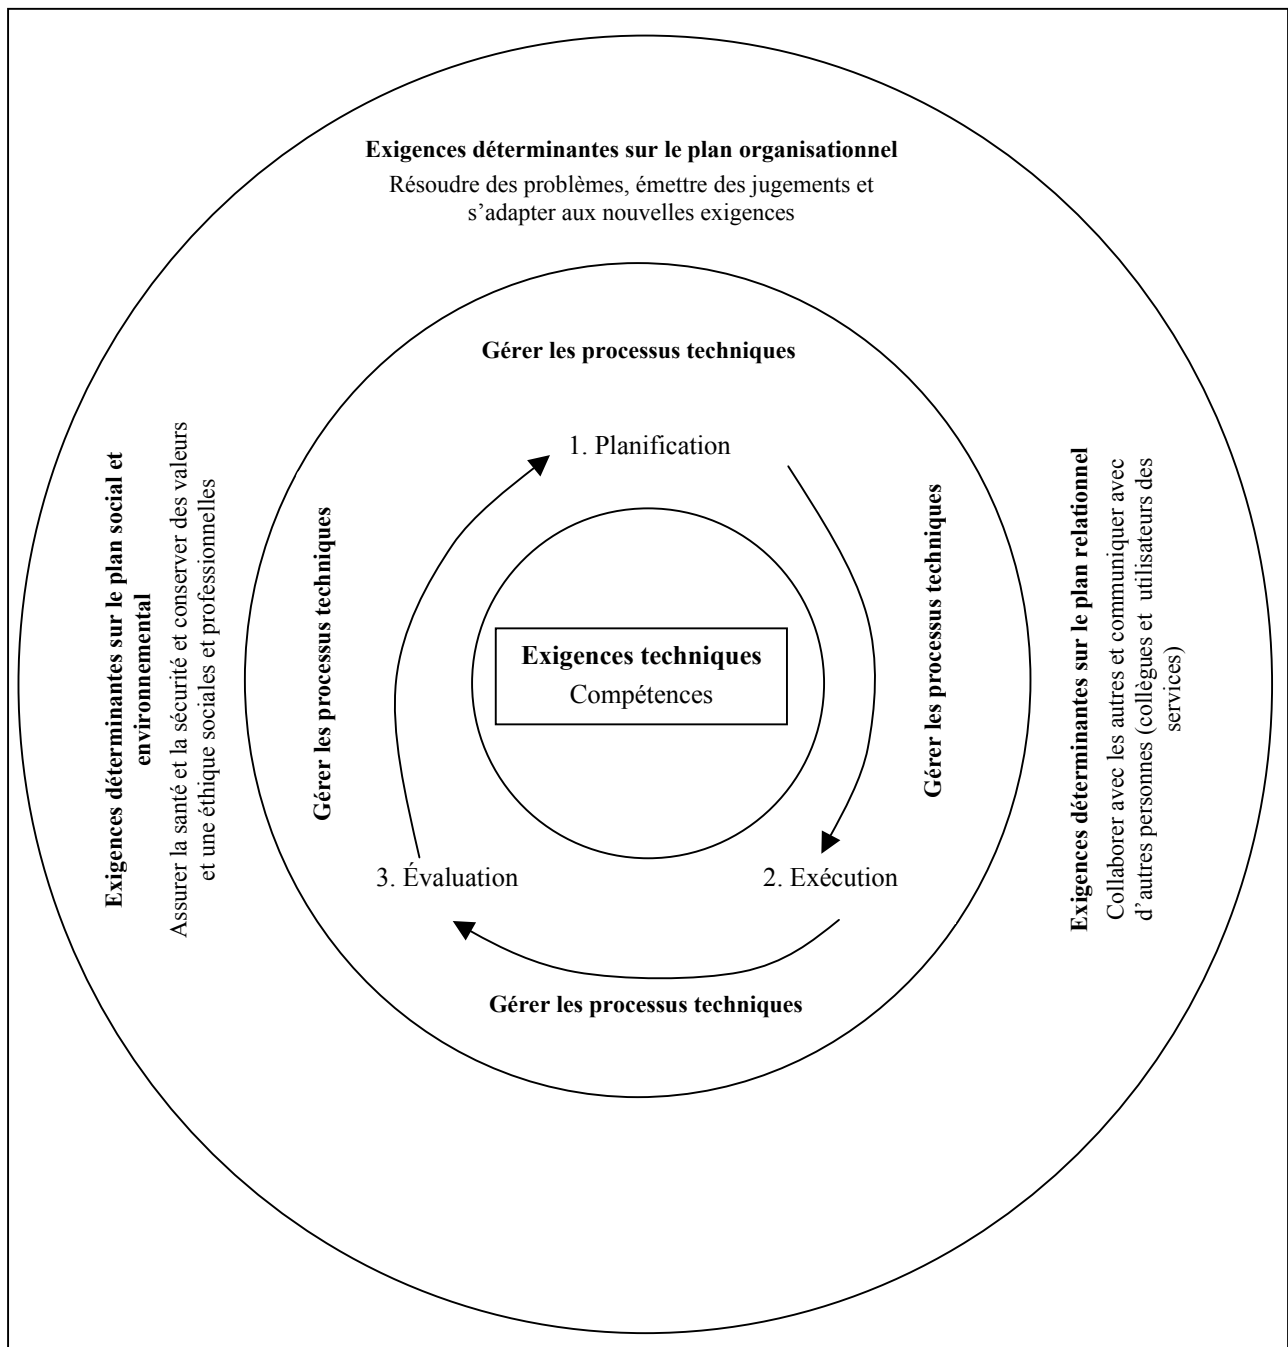 Exigences déterminantes sur le plan organisationnel
Résoudre des problèmes, émettre des jugements et
s’adapter aux nouvelles exigences
Gérer les processus techniques
1. Planification
Exigences déterminantes sur le plan social et
environnemental
Assurer la santé et la sécurité et conserver des valeurs
et une éthique sociales et professionnelles
Gérer les processus techniques
Exigences techniques
Compétences
Gérer les processus techniques
Exigences déterminantes sur le plan relationnel
Collaborer avec les autres et communiquer avec
d’autres personnes (collègues et utilisateurs des
services)
3. Évaluation
2. Exécution
Gérer les processus techniques